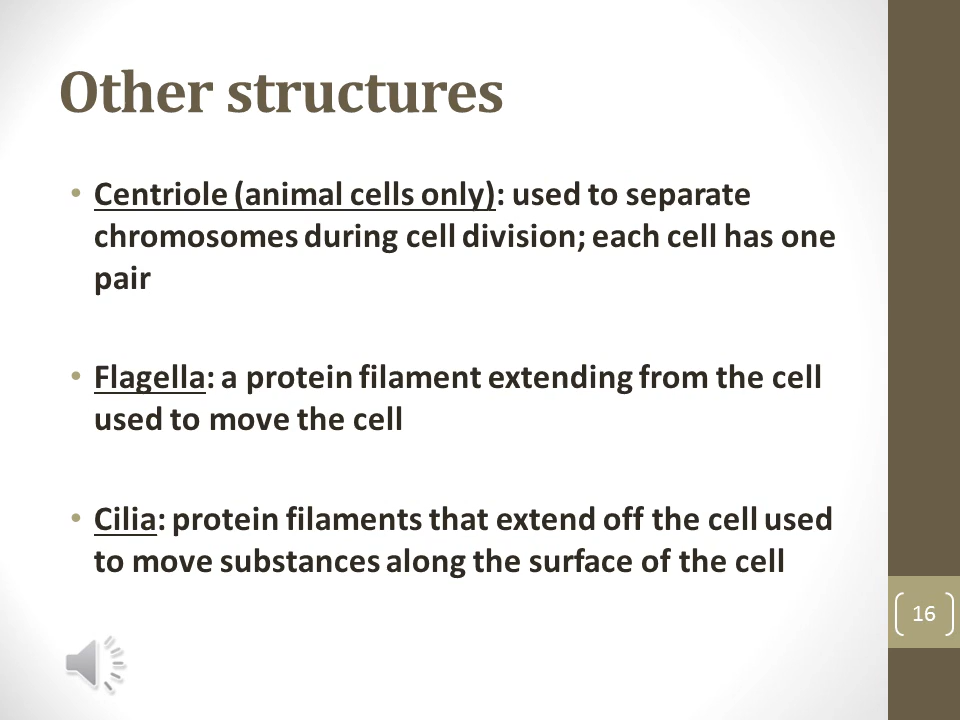 Other structures
• Centriole (animal cells only): used to separate
chromosomes during cell division; each cell has one
pair
• Flagella: a protein filament extending from the cell
used to move the cell
• Cilia: protein filaments that extend off the cell used
to move substances along the surface of the cell
16